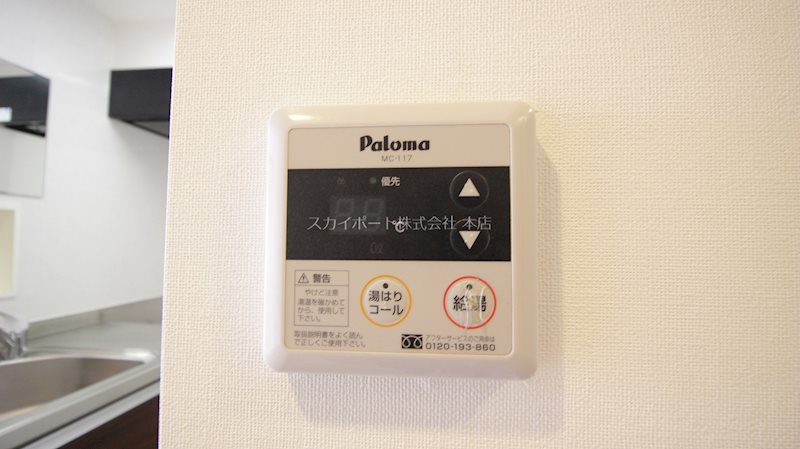 Paloma
MC-117
優先
スカイポート株式会社 本店
℃
警告
やけど注意
湯温を確かめて
から、使用して
下さい。
湯はり
コール
給湯
取扱説明書をよく読ん
で正しくご使用下さい。
アフターサービスのご用命は
0120-193-860